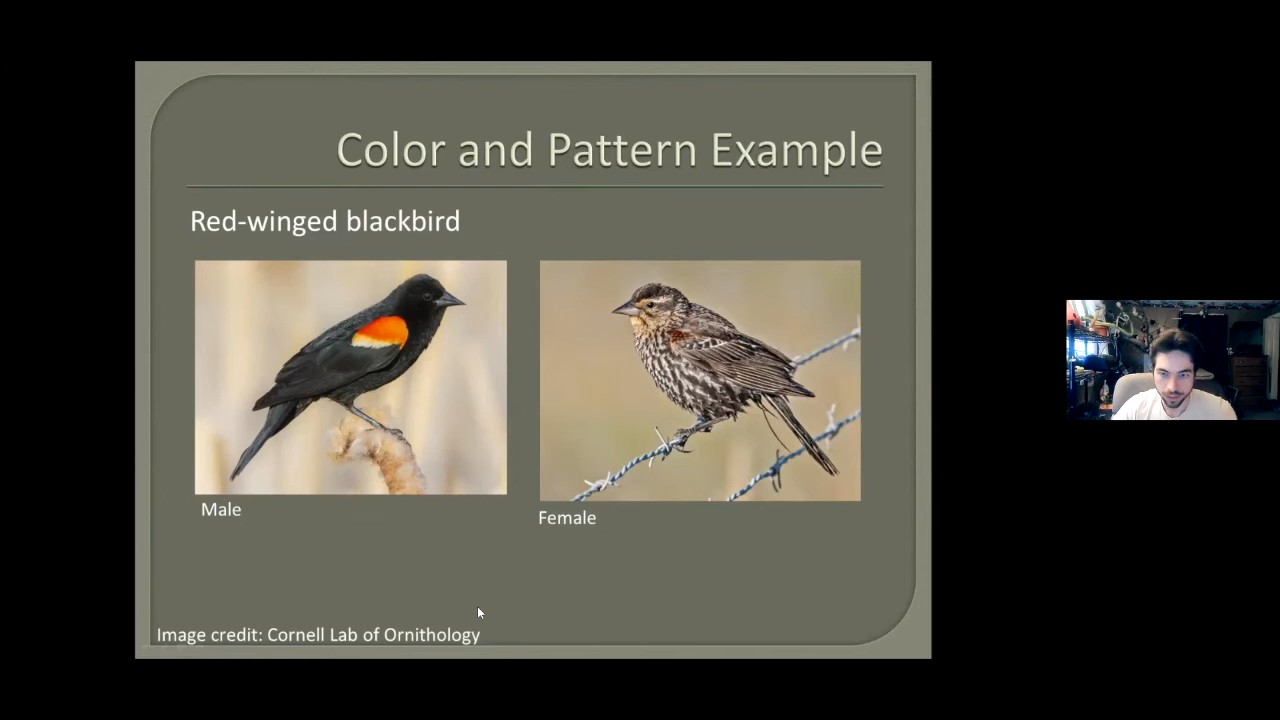 Color and Pattern Example
Red-winged blackbird
Male
Female
Image credit: Cornell Lab of Ornithology